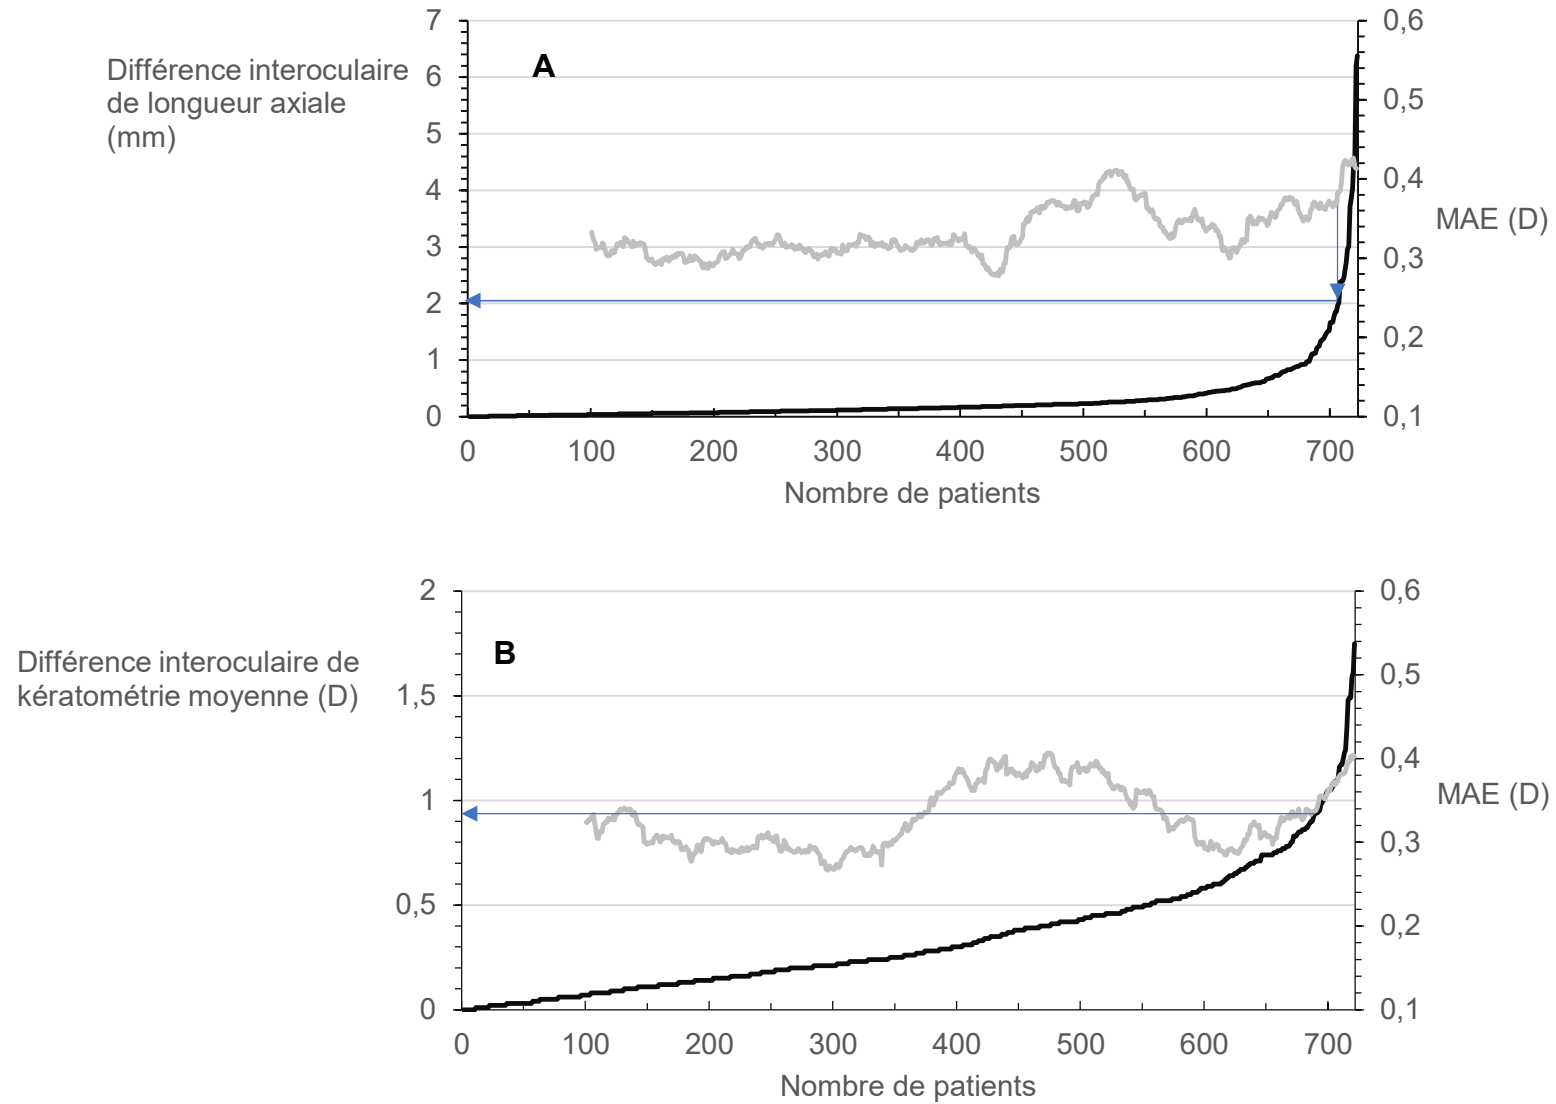 7 0,6
Différence interoculaire A
de longueur axiale 6
(mm) 0,5
5
4 0,4
MAE (D)
3 0,3
2
0,2
1
0 0,1
0 100 200 300 400 500 600 700
Nombre de patients
2 0,6
Différence interoculaire de B
kératométrie moyenne (D) 1,5 0,5
0,4
1 MAE (D)
0,3
0,5
0,2
0 0,1
0 100 200 300 400 500 600 700
Nombre de patients